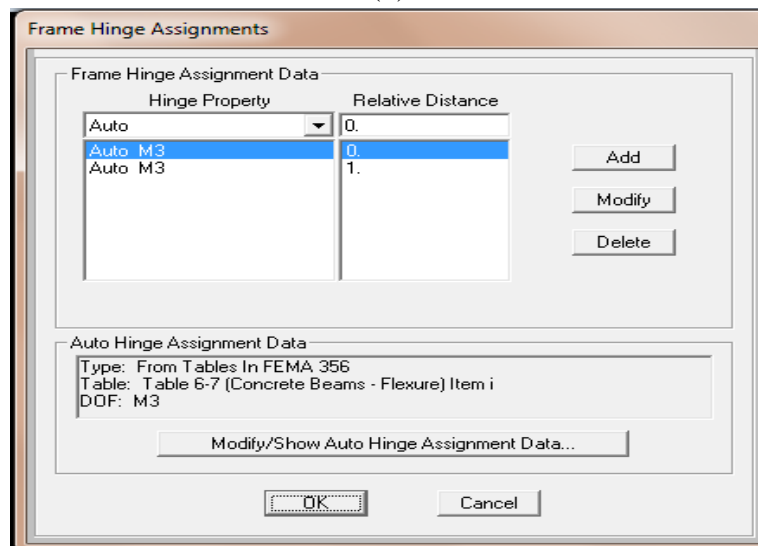 Frame Hinge Assignments
Frame Hinge Assignment Data
Hinge Property Relative Distance
Auto 0.
Auto M3 0.
Auto M3 1.
Add
Modify
Delete
Auto Hinge Assignment Data
Type: From Tables In FEMA 356
Table: Table 6-7 (Concrete Beams - Flexure) Item i
DOF: M3
Modify/Show Auto Hinge Assignment Data...
OK Cancel